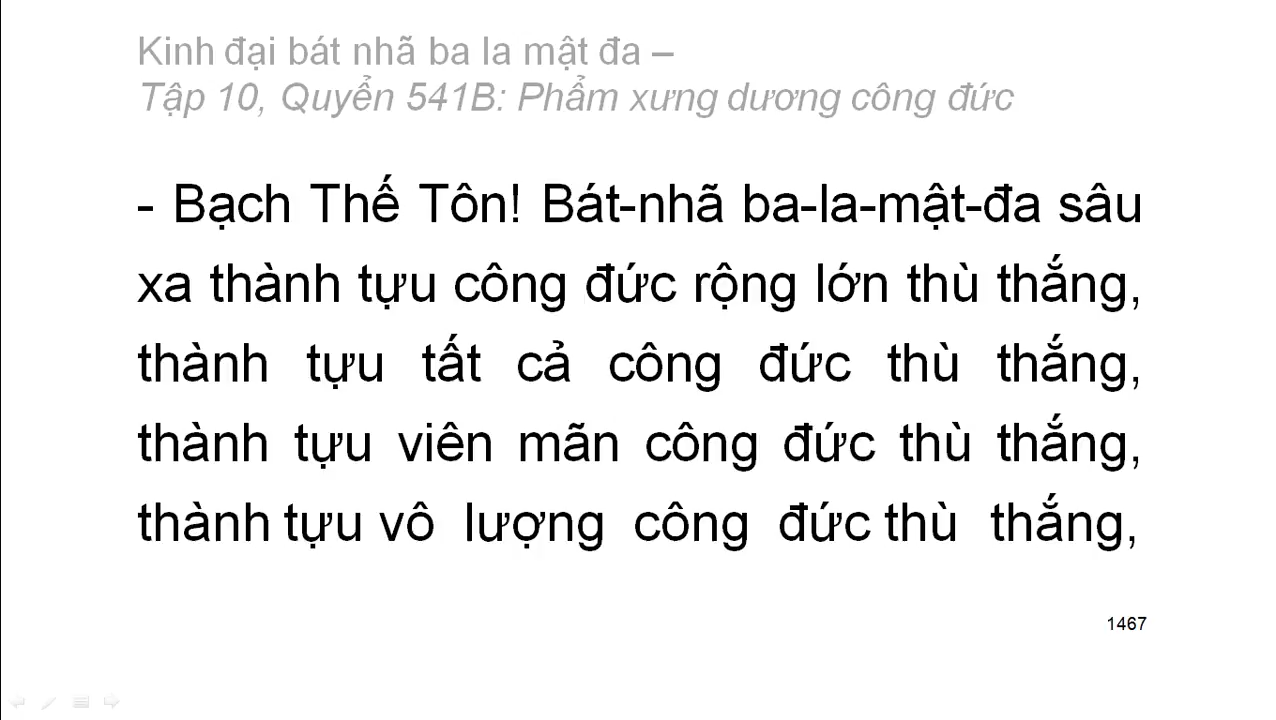 Kinh đại bát nhã ba la mật đa –
Tập 10, Quyển 541B: Phẩm xưng dương công đức
- Bạch Thế Tôn! Bát-nhã ba-la-mật-đa sâu
xa thành tựu công đức rộng lớn thù thắng,
thành tựu tất cả công đức thù thắng,
thành tựu viên mãn công đức thù thắng,
thành tựu vô lượng công đức thù thắng,
1467